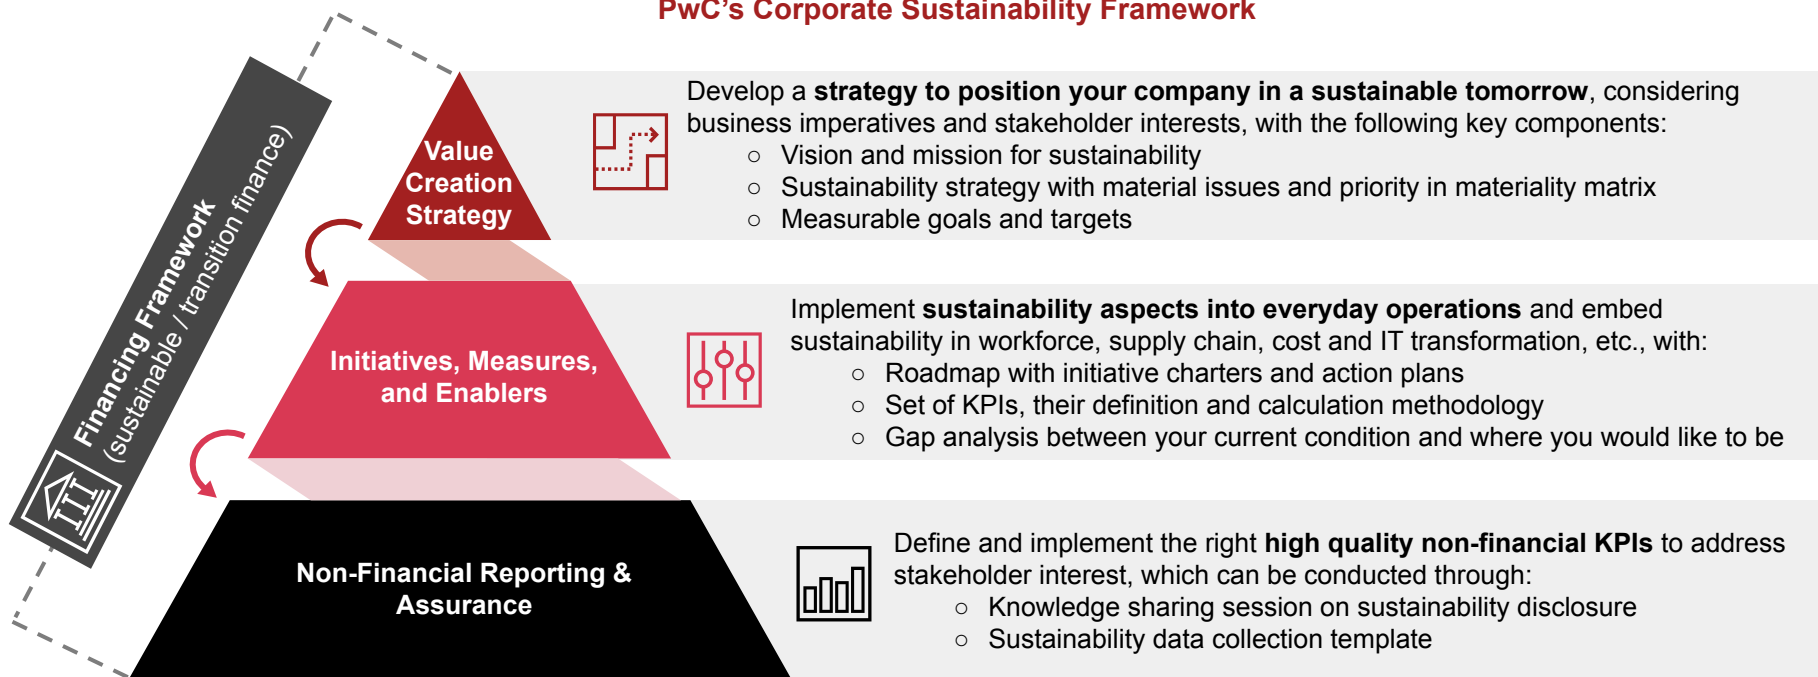 PwC's Corporate Sustainability Framework
Financing Framework
(sustainable / transition finance)
Value
Creation
Strategy
Develop a strategy to position your company in a sustainable tomorrow, considering
business imperatives and stakeholder interests, with the following key components:
○ Vision and mission for sustainability
○ Sustainability strategy with material issues and priority in materiality matrix
○ Measurable goals and targets
Initiatives, Measures,
and Enablers
Implement sustainability aspects into everyday operations and embed
sustainability in workforce, supply chain, cost and IT transformation, etc., with:
○ Roadmap with initiative charters and action plans
○ Set of KPIs, their definition and calculation methodology
○ Gap analysis between your current condition and where you would like to be
Non-Financial Reporting &
Assurance
Define and implement the right high quality non-financial KPIs to address
stakeholder interest, which can be conducted through:
○ Knowledge sharing session on sustainability disclosure
○ Sustainability data collection template